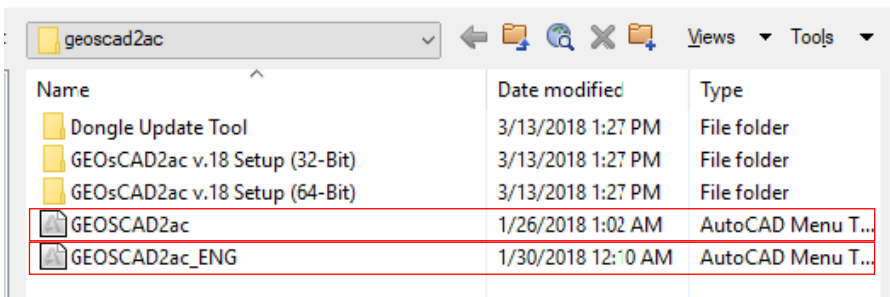 geoscad2ac Views Tools
Name Date modified Type
Dongle Update Tool 3/13/2018 1:27 PM File folder
GEOsCAD2ac v.18 Setup (32-Bit) 3/13/2018 1:27 PM File folder
GEOsCAD2ac v.18 Setup (64-Bit) 3/13/2018 1:27 PM File folder
GEOSCAD2ac 1/26/2018 1:02 AM AutoCAD Menu T...
GEOSCAD2ac_ENG 1/30/2018 12:10 AM AutoCAD Menu T...